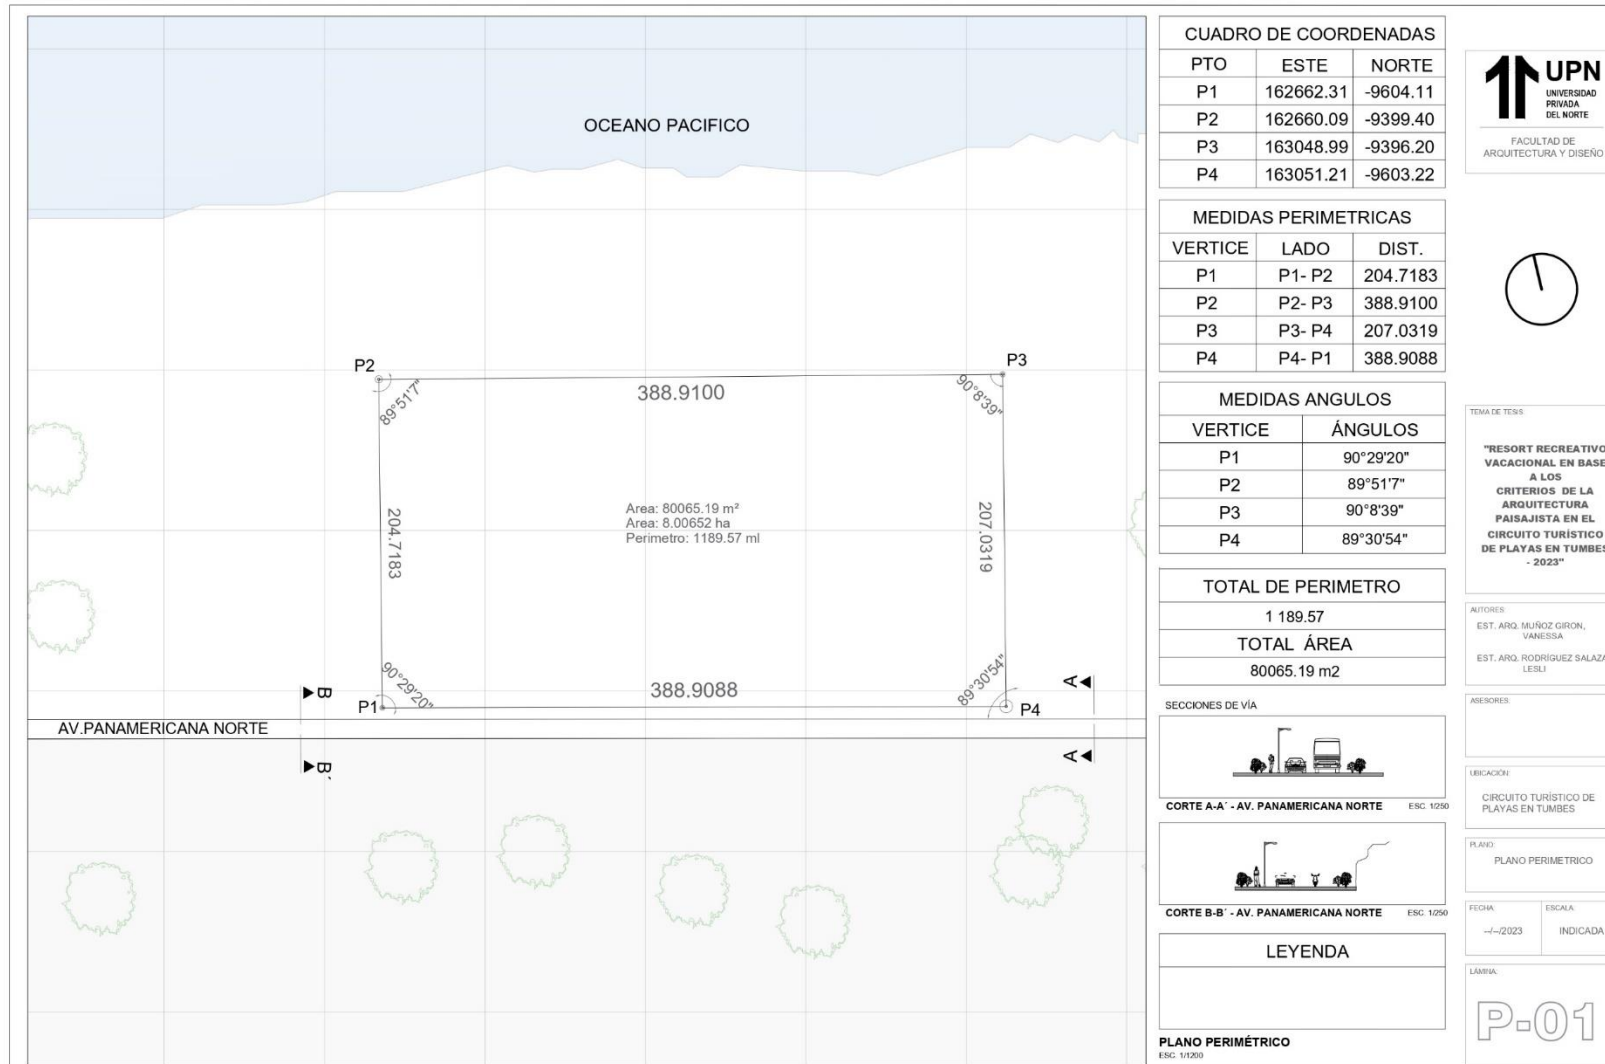 OCEANO PACIFICO
P2
P3
388.9100
89°51'7"
90°8'39"
204.7183
207.0319
Area: 80065.19 m²
Area: 8.00652 ha
Perimetro: 1189.57 ml
90°29'20"
388.9088
89°30'54"
P1
P4
B
A
AV.PANAMERICANA NORTE
B´
A
CUADRO DE COORDENADAS
PTO ESTE NORTE
P1 162662.31 -9604.11
P2 162660.09 -9399.40
P3 163048.99 -9396.20
P4 163051.21 -9603.22
MEDIDAS PERIMETRICAS
VERTICE LADO DIST.
P1 P1- P2 204.7183
P2 P2- P3 388.9100
P3 P3- P4 207.0319
P4 P4- P1 388.9088
MEDIDAS ANGULOS
VERTICE ÁNGULOS
P1 90°29'20"
P2 89°51'7"
P3 90°8'39"
P4 89°30'54"
TOTAL DE PERIMETRO
1 189.57
TOTAL ÁREA
80065.19 m2
SECCIONES DE VÍA
CORTE A-A´ - AV. PANAMERICANA NORTE ESC. 1/250
CORTE B-B´ - AV. PANAMERICANA NORTE ESC. 1/250
LEYENDA
PLANO PERIMÉTRICO
ESC. 1/1200
UPN
UNIVERSIDAD
PRIVADA
DEL NORTE
FACULTAD DE
ARQUITECTURA Y DISEÑO
TEMA DE TESIS
"RESORT RECREATIVO
VACACIONAL EN BASE
A LOS
CRITERIOS DE LA
ARQUITECTURA
PAISAJISTA EN EL
CIRCUITO TURÍSTICO
DE PLAYAS EN TUMBES
- 2023"
AUTORES:
EST. ARQ. MUÑOZ GIRON,
VANESSA
EST. ARQ. RODRÍGUEZ SALAZA
LESLI
ASESORES:
UBICACIÓN:
CIRCUITO TURÍSTICO DE
PLAYAS EN TUMBES
PLANO:
PLANO PERIMETRICO
FECHA:
--/--/2023
ESCALA:
INDICADA
LAMINA:
P-01